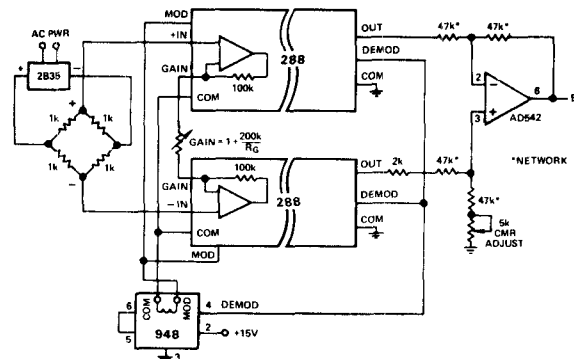 MOD
OUT
47k*
47k*
AC PWR
+IN
DEMOD
+
2B35
-
GAIN
288
COM
2
-
6
E
100k
AD542
+
1k
1k
COM
3
+
1k
1k
GAIN = 1 + 200k/RG
-
100k
OUT
2k
47k*
*NETWORK
GAIN
DEMOD
47k*
-IN
288
COM
5k
COM
CMR
ADJUST
MOD
COM
MOD
4
DEMOD
6
948
2
+15V
5
3